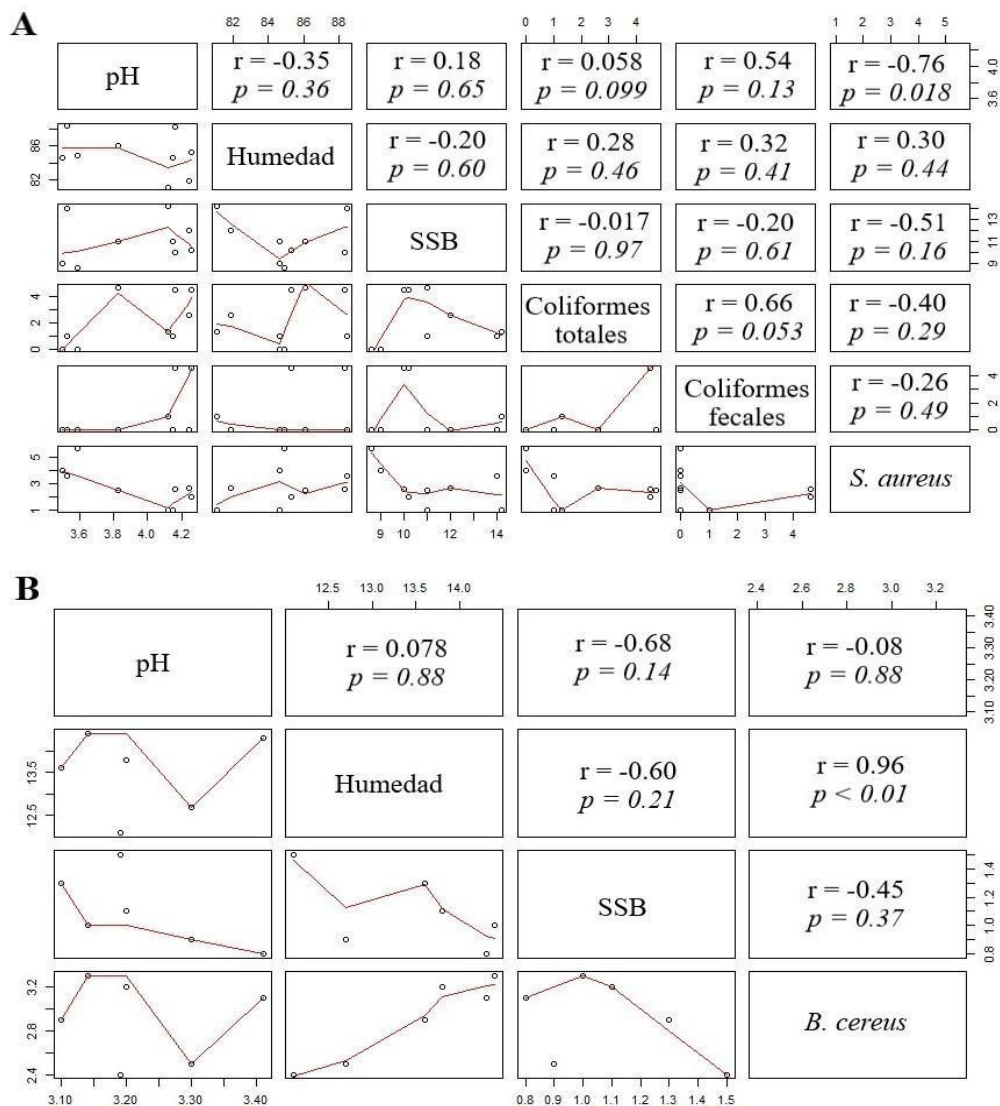 A
82 84 86 88 0 1 2 3 4 1 2 3 4 5
pH
r = -0.35
p = 0.36
r = 0.18
p = 0.65
r = 0.058
p = 0.099
r = 0.54
p = 0.13
r = -0.76
p = 0.018
3.6 4.0
82 86
Humedad
r = -0.20
p = 0.60
r = 0.28
p = 0.46
r = 0.32
p = 0.41
r = 0.30
p = 0.44
SSB
r = -0.017
p = 0.97
r = -0.20
p = 0.61
r = -0.51
p = 0.16
9 11 13
0 2 4
Coliformes
totales
r = 0.66
p = 0.053
r = -0.40
p = 0.29
Coliformes
fecales
r = -0.26
p = 0.49
0 2 4
1 3 5
S. aureus
3.6 3.8 4.0 4.2 9 10 12 14 0 1 2 4
B
12.5 13.0 13.5 14.0 2.4 2.6 2.8 3.0 3.2
pH
r = 0.078
p = 0.88
r = -0.68
p = 0.14
r = -0.08
p = 0.88
3.10 3.20 3.30 3.40
12.5 13.5
Humedad
r = -0.60
p = 0.21
r = 0.96
p < 0.01
SSB
r = -0.45
p = 0.37
0.8 1.0 1.2 1.4
2.4 2.8 3.2
B. cereus
3.10 3.20 3.30 3.40 0.8 0.9 1.0 1.1 1.2 1.3 1.4 1.5